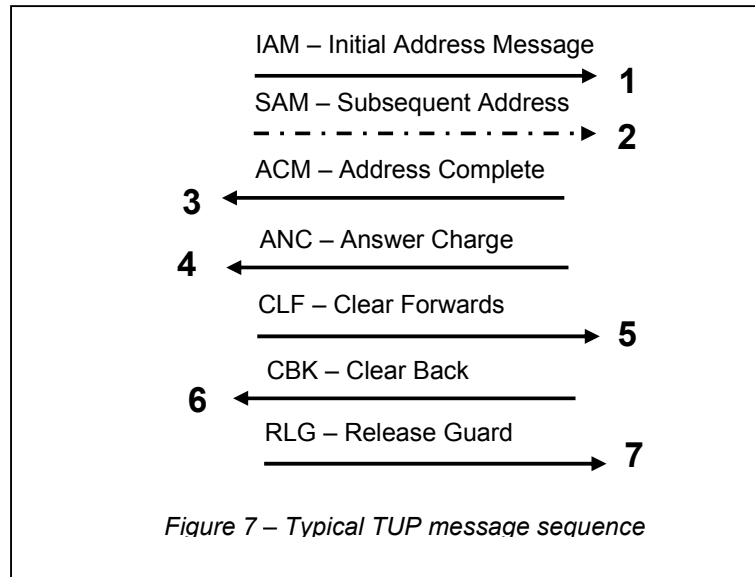 IAM – Initial Address Message
1
SAM – Subsequent Address
2
ACM – Address Complete
3
ANC – Answer Charge
4
CLF – Clear Forwards
5
CBK – Clear Back
6
RLG – Release Guard
7
Figure 7 – Typical TUP message sequence